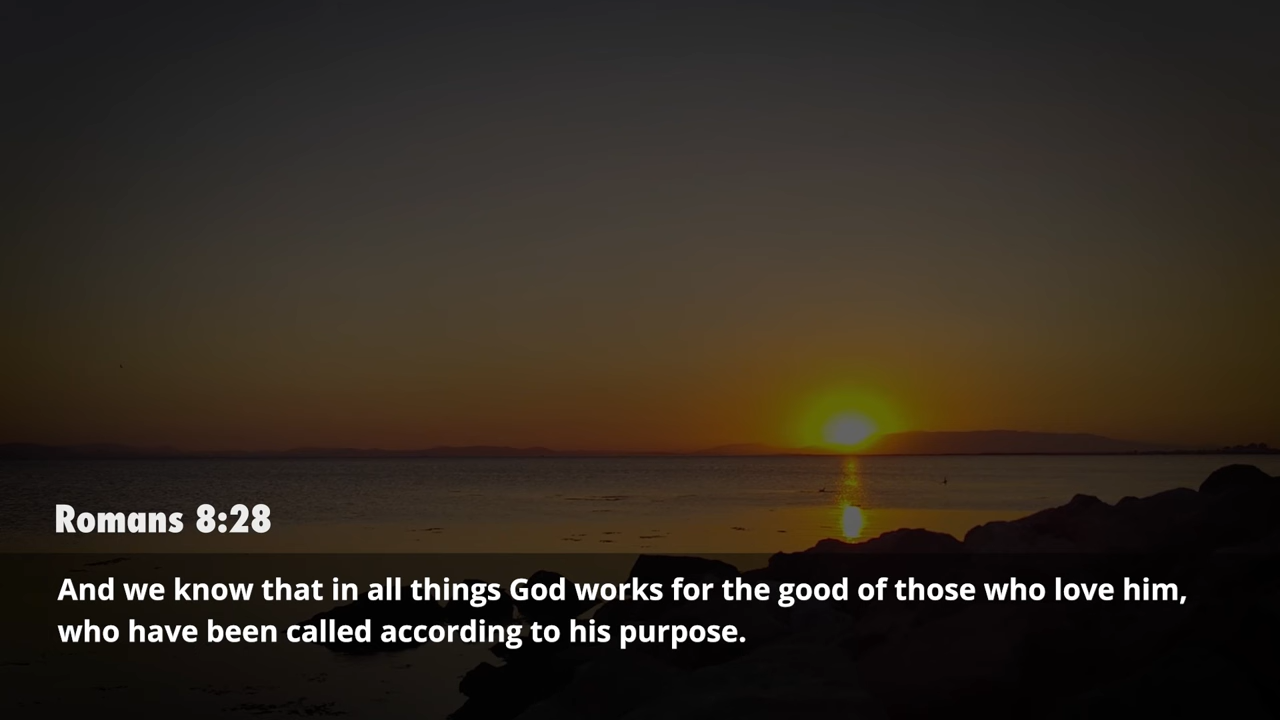 Romans 8:28
And we know that in all things God works for the good of those who love him,
who have been called according to his purpose.